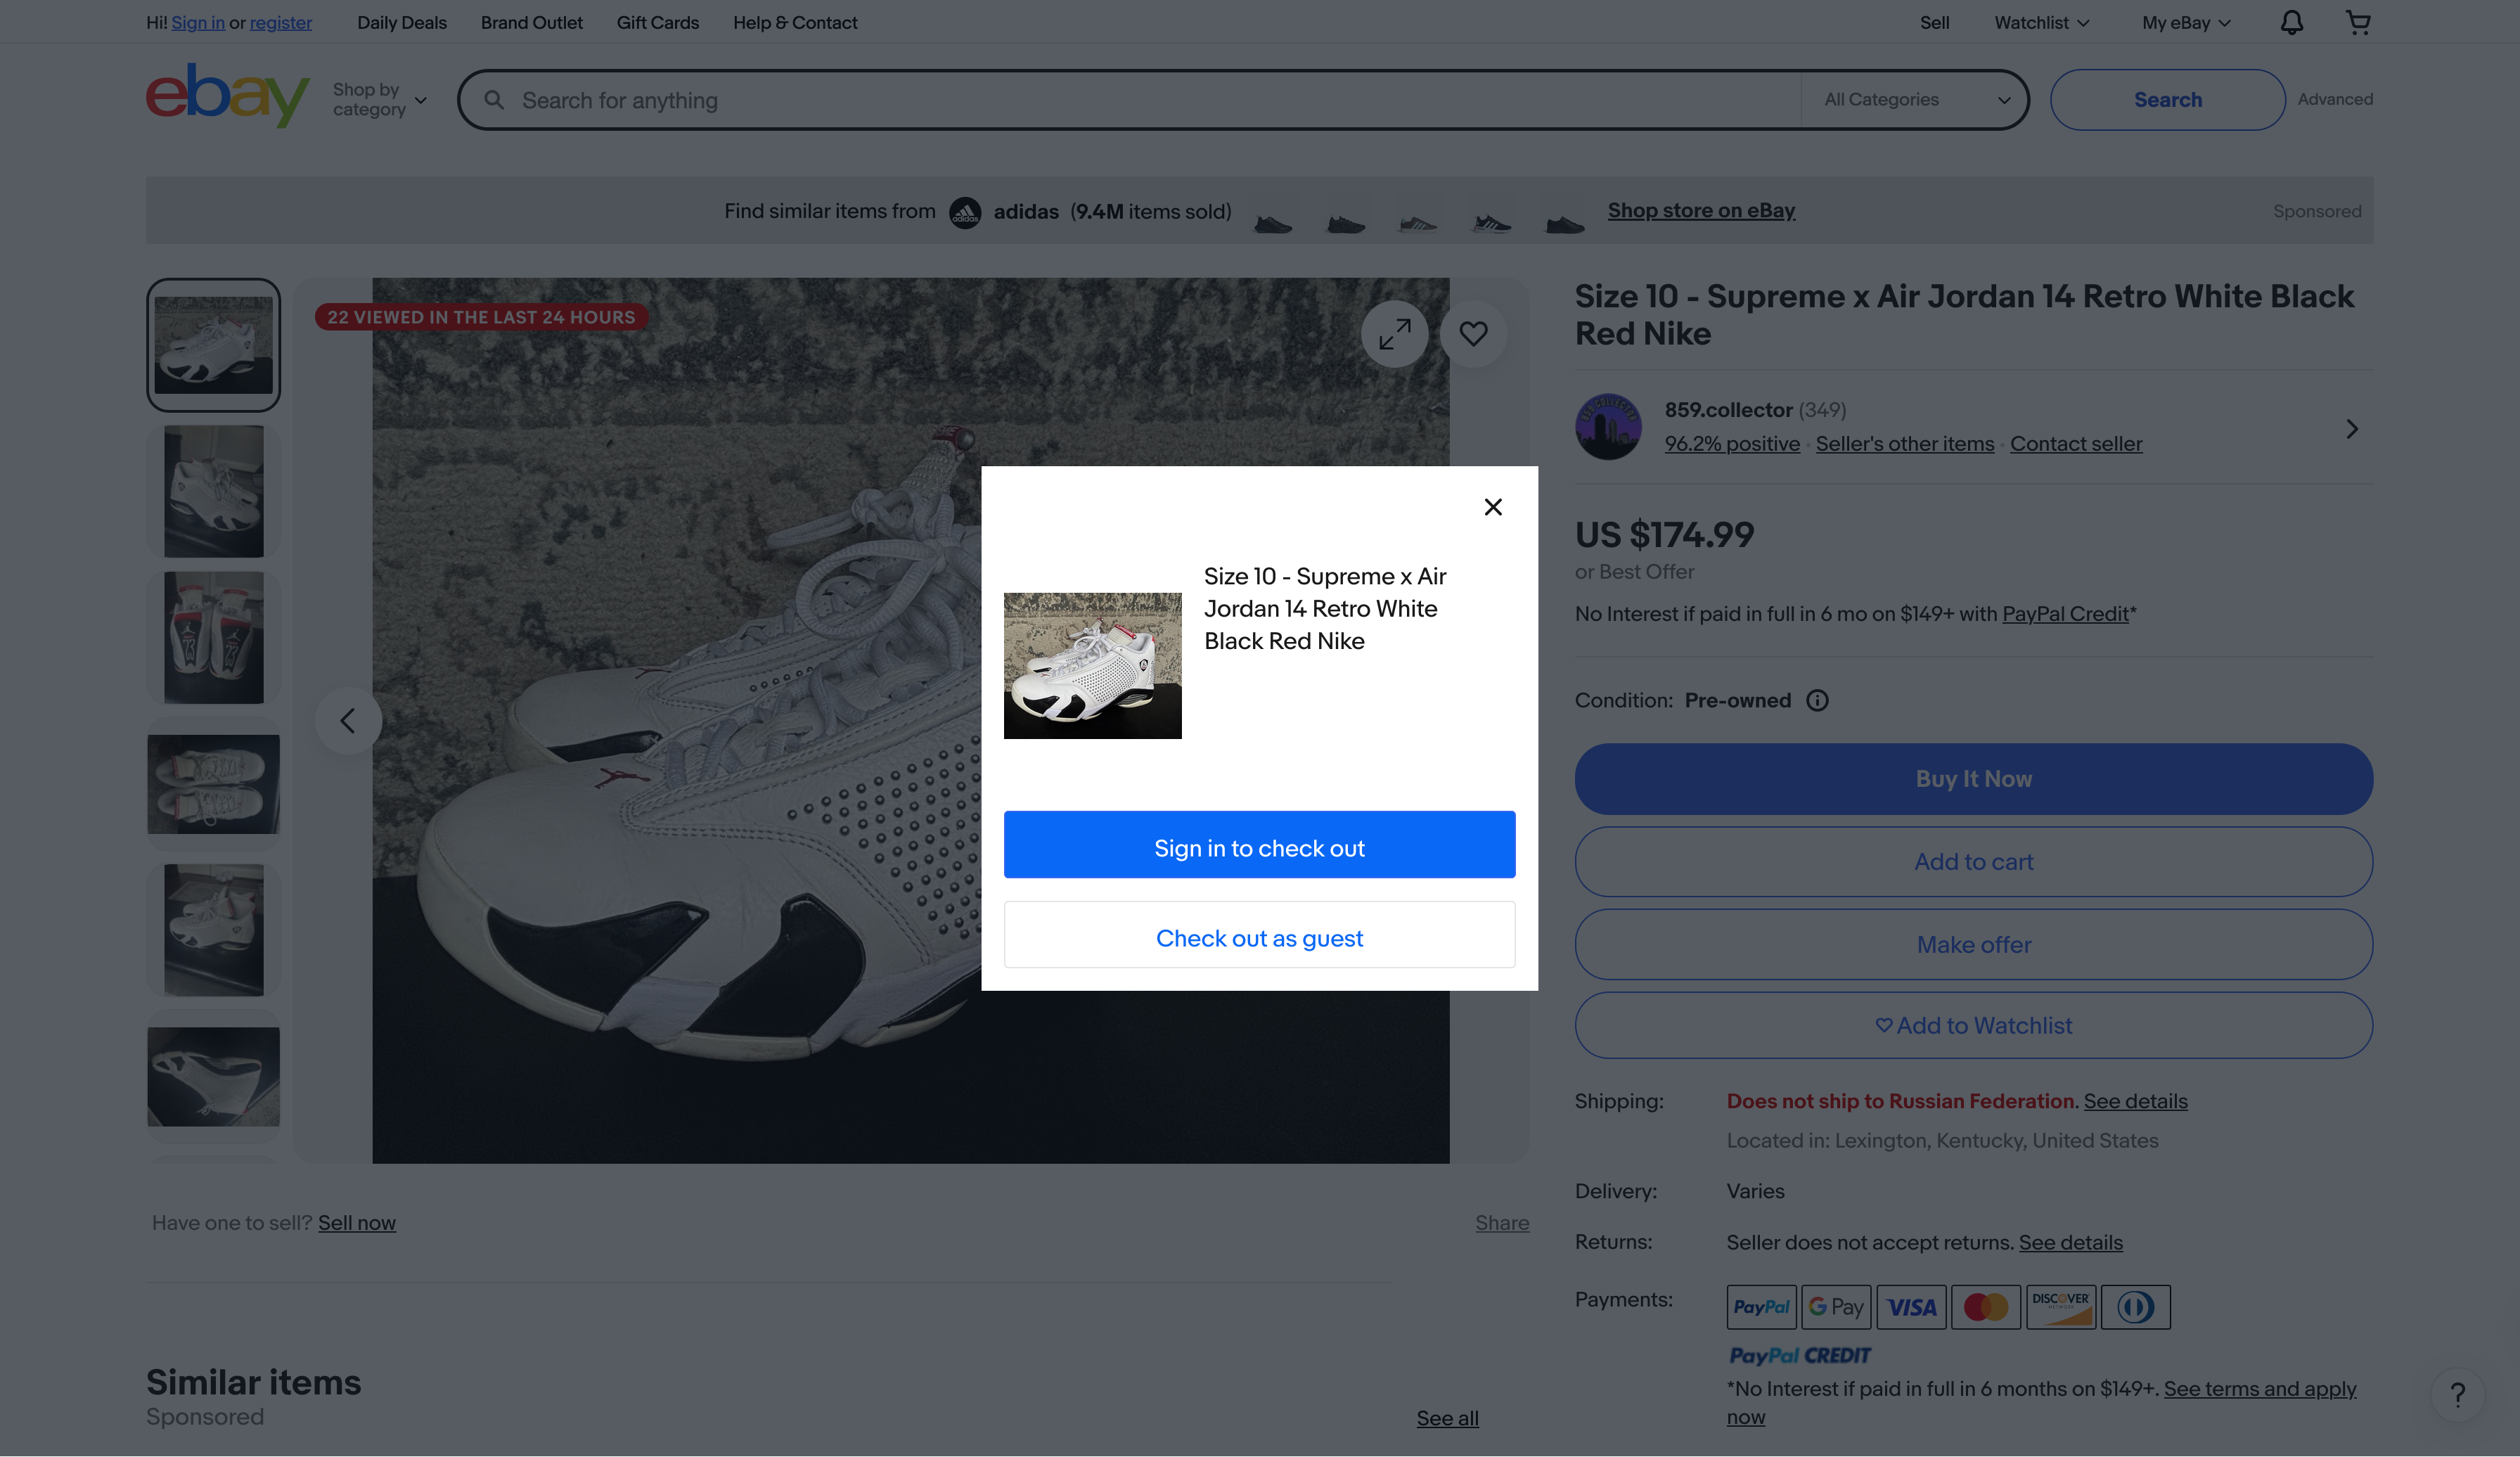 Hi! Sign in or register Daily Deals Brand Outlet Gift Cards Help & Contact Sell Watchlist My eBay
ebay
Shop by
category
Search for anything
All Categories
Search
Advanced
Find similar items from adidas adidas (9.4M items sold) Shop store on eBay
Sponsored
22 VIEWED IN THE LAST 24 HOURS
Size 10 - Supreme x Air Jordan 14 Retro White Black
Red Nike
859.collector (349)
96.2% positive · Seller's other items · Contact seller
US $174.99
or Best Offer
No Interest if paid in full in 6 mo on $149+ with PayPal Credit*
Condition: Pre-owned
Buy It Now
Add to cart
Make offer
Add to Watchlist
Shipping: Does not ship to Russian Federation. See details
Located in: Lexington, Kentucky, United States
Delivery: Varies
Returns: Seller does not accept returns. See details
Payments:
PayPal G Pay VISA DISCOVER NETWORK
PayPal CREDIT
*No Interest if paid in full in 6 months on $149+. See terms and apply
now
Size 10 - Supreme x Air
Jordan 14 Retro White
Black Red Nike
Sign in to check out
Check out as guest
Have one to sell? Sell now
Share
Similar items
Sponsored
See all
?